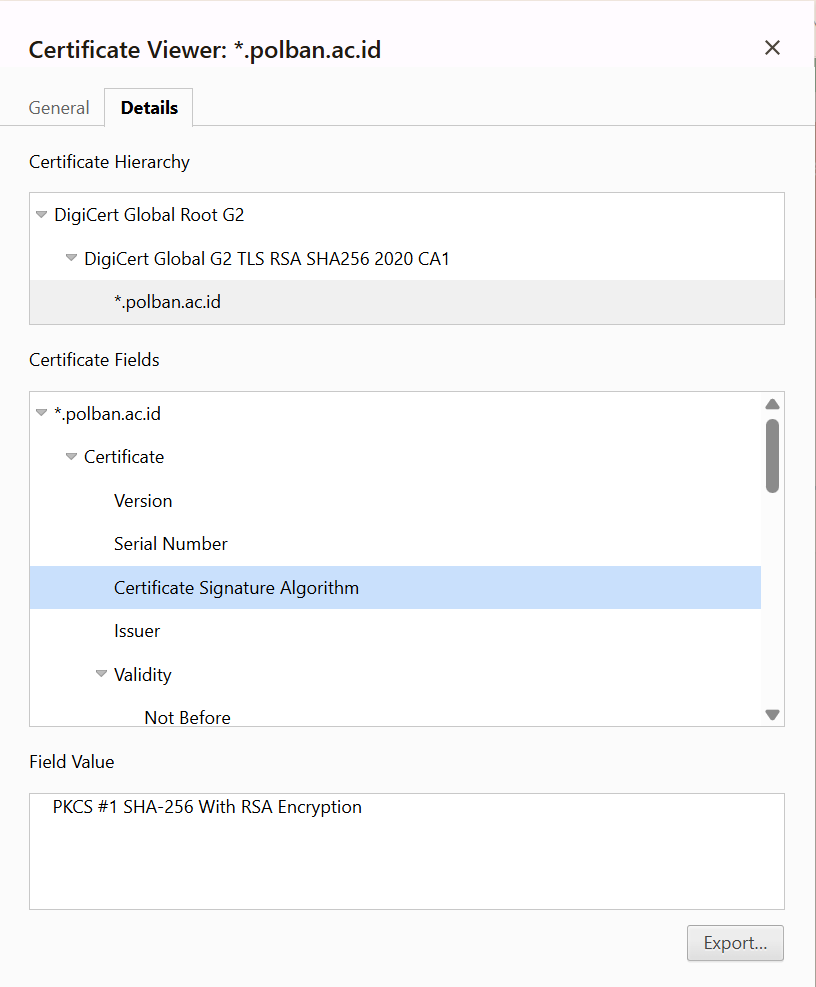 Certificate Viewer: *.polban.ac.id
General
Details
Certificate Hierarchy
DigiCert Global Root G2
DigiCert Global G2 TLS RSA SHA256 2020 CA1
*.polban.ac.id
Certificate Fields
*.polban.ac.id
Certificate
Version
Serial Number
Certificate Signature Algorithm
Issuer
Validity
Not Before
Field Value
PKCS #1 SHA-256 With RSA Encryption
Export...